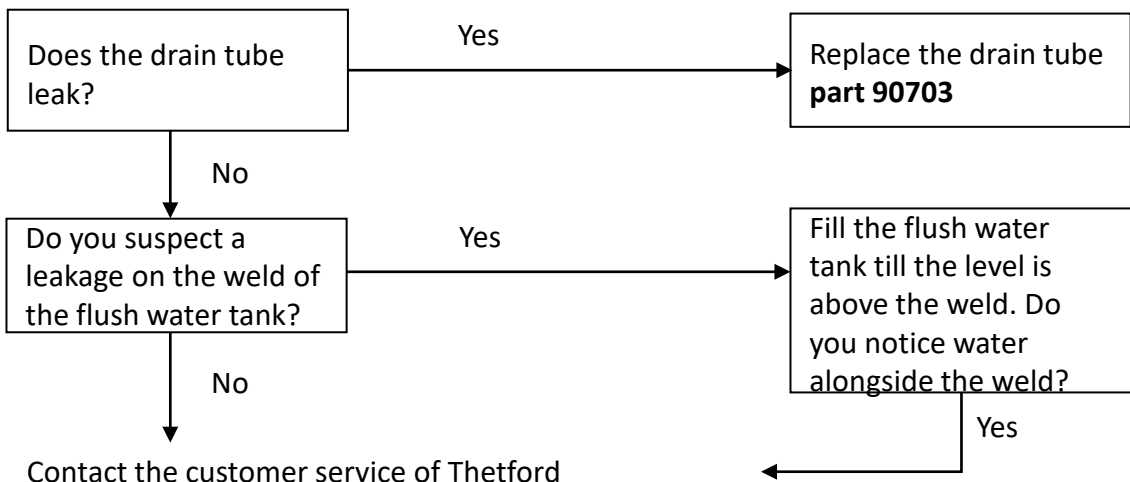 Does the drain tube
leak?
Yes
Replace the drain tube
part 90703
No
Do you suspect a
leakage on the weld of
the flush water tank?
Yes
Fill the flush water
tank till the level is
above the weld. Do
you notice water
alongside the weld?
No
Yes
Contact the customer service of Thetford